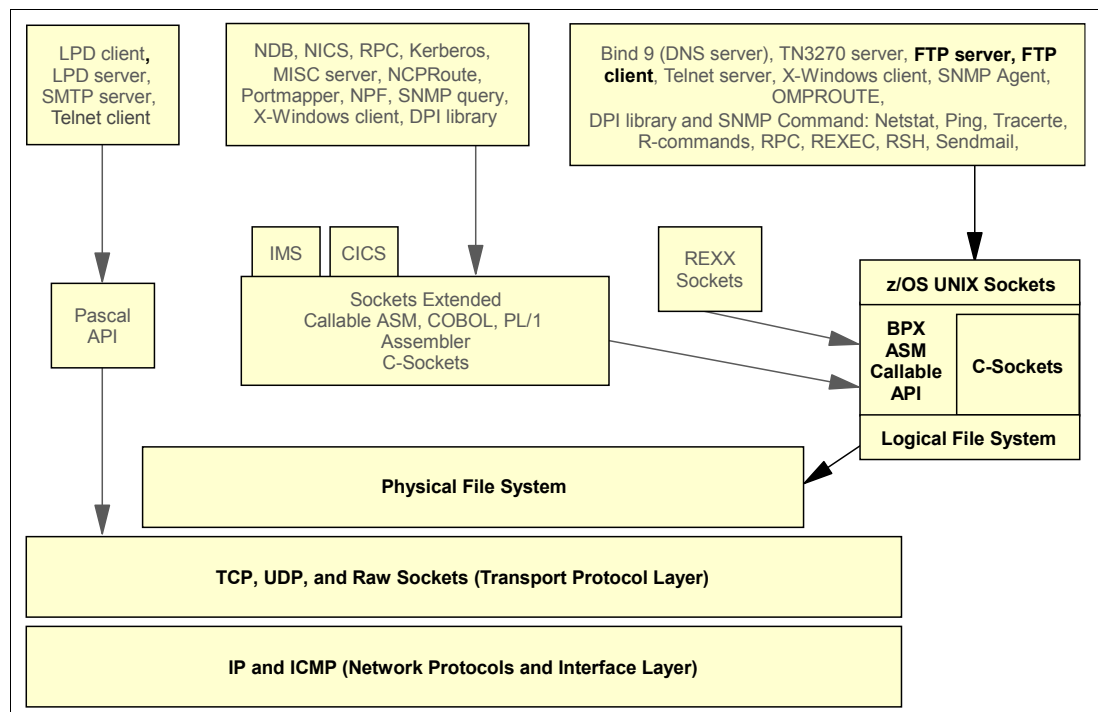 LPD client,
LPD server,
SMTP server,
Telnet client
NDB, NICS, RPC, Kerberos,
MISC server, NCPRoute,
Portmapper, NPF, SNMP query,
X-Windows client, DPI library
Bind 9 (DNS server), TN3270 server, FTP server, FTP
client, Telnet server, X-Windows client, SNMP Agent,
OMPROUTE,
DPI library and SNMP Command: Netstat, Ping, Tracerte,
R-commands, RPC, REXEC, RSH, Sendmail,
IMS
CICS
REXX
Sockets
Pascal
API
Sockets Extended
Callable ASM, COBOL, PL/1
Assembler
C-Sockets
z/OS UNIX Sockets
BPX
ASM
Callable
API
C-Sockets
Logical File System
Physical File System
TCP, UDP, and Raw Sockets (Transport Protocol Layer)
IP and ICMP (Network Protocols and Interface Layer)